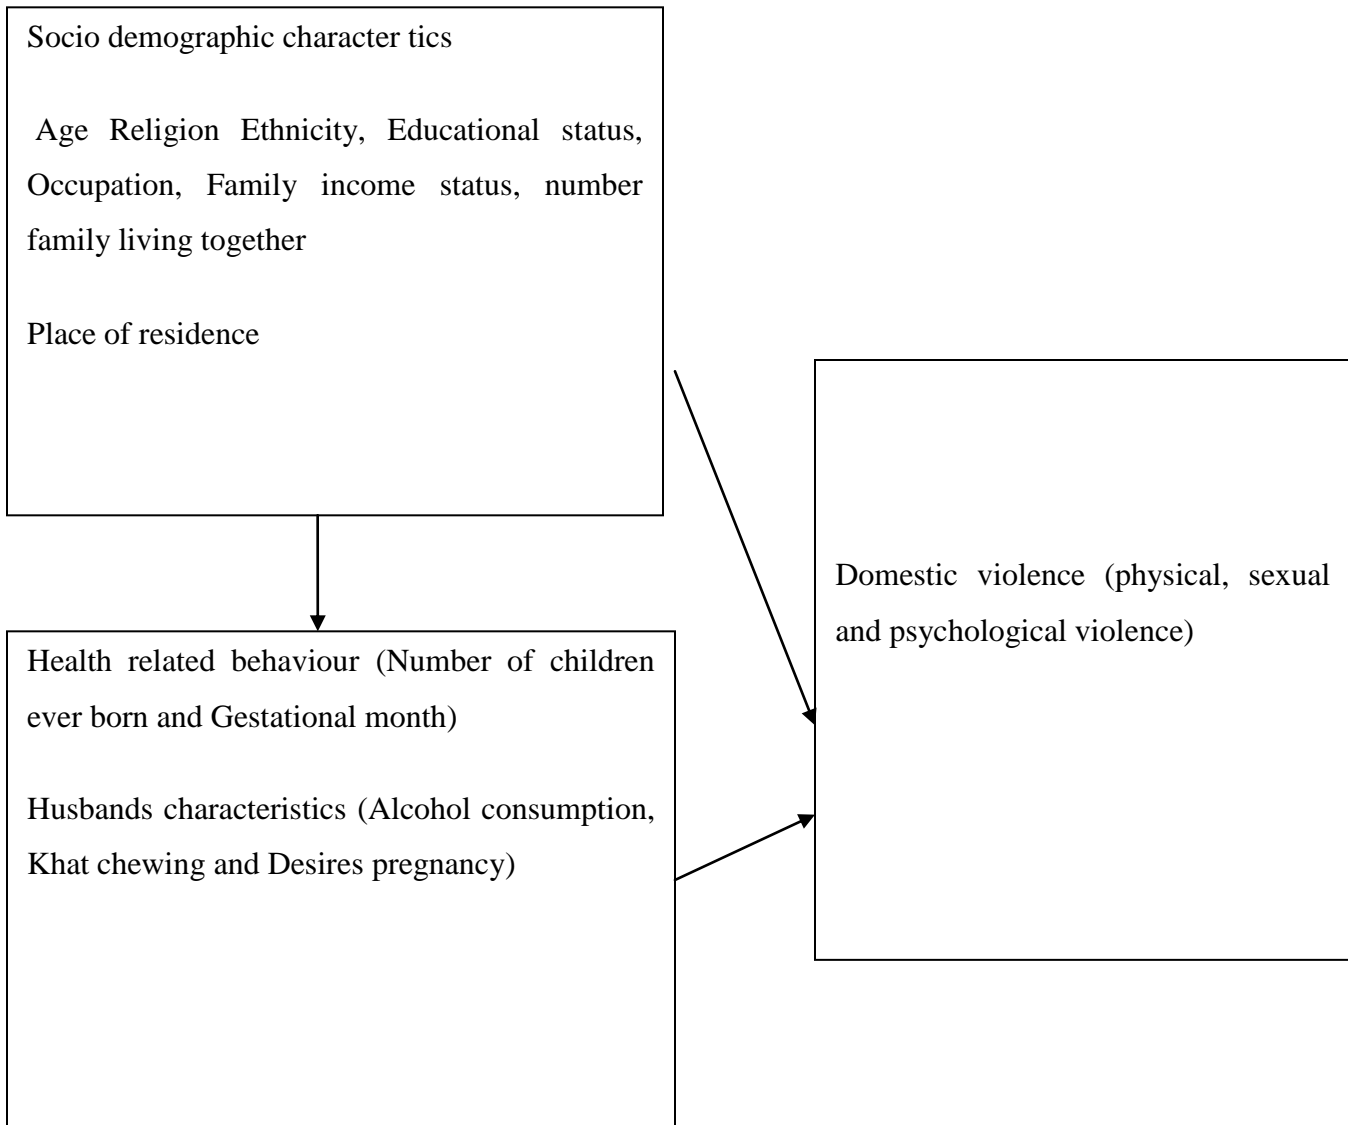 Socio demographic character tics
Age Religion Ethnicity, Educational status,
Occupation, Family income status, number
family living together
Place of residence
Health related behaviour (Number of children
ever born and Gestational month)
Husbands characteristics (Alcohol consumption,
Khat chewing and Desires pregnancy)
Domestic violence (physical, sexual
and psychological violence)